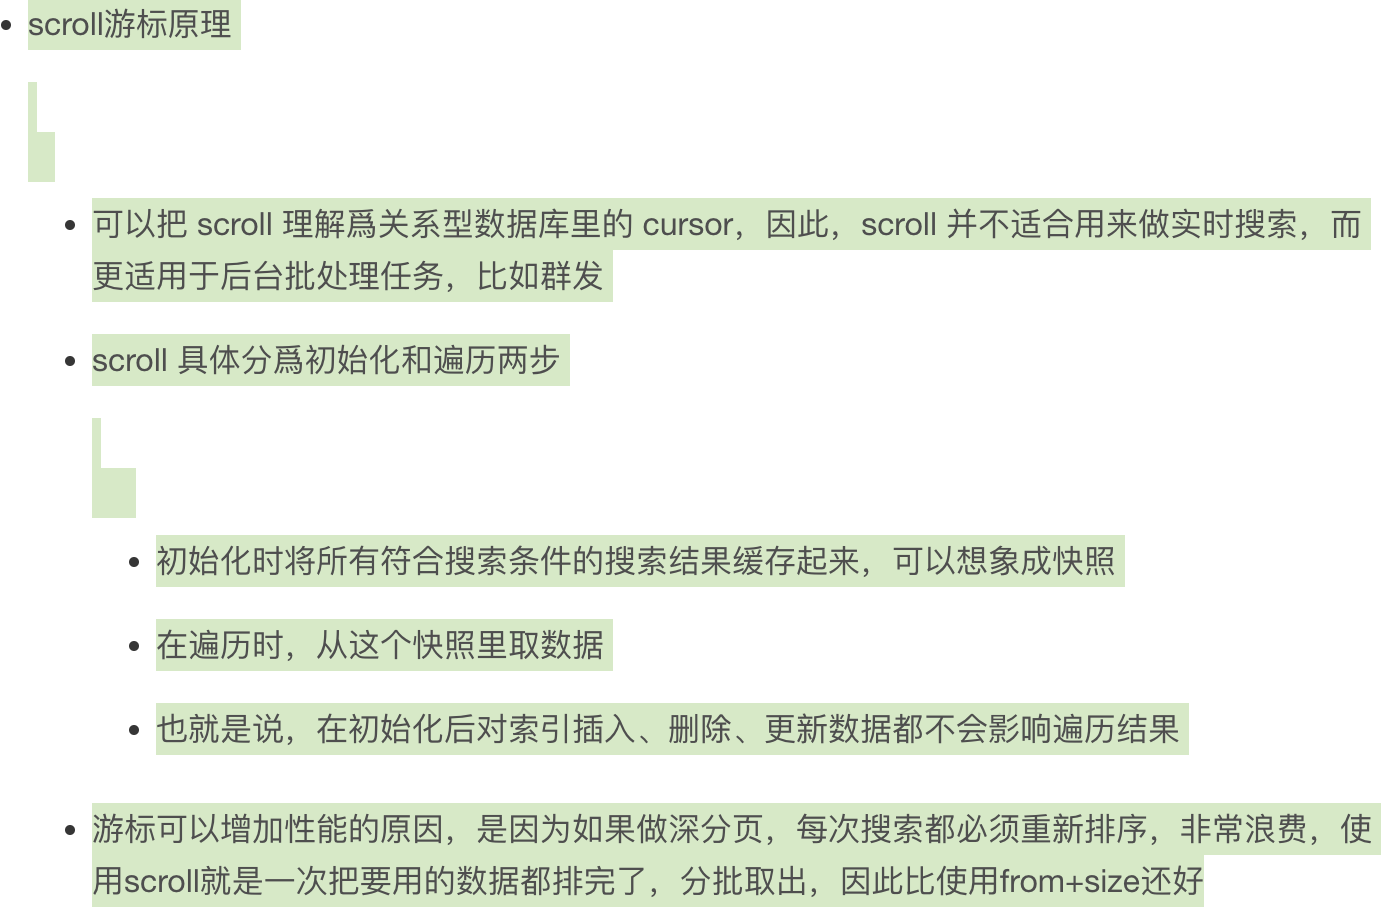 scroll游标原理
可以把 scroll 理解爲关系型数据库里的 cursor，因此，scroll 并不适合用来做实时搜索，而
更适用于后台批处理任务，比如群发
scroll 具体分爲初始化和遍历两步
初始化时将所有符合搜索条件的搜索结果缓存起来，可以想象成快照
在遍历时，从这个快照里取数据
也就是说，在初始化后对索引插入、删除、更新数据都不会影响遍历结果
游标可以增加性能的原因，是因为如果做深分页，每次搜索都必须重新排序，非常浪费，使
用scroll就是一次把要用的数据都排完了，分批取出，因此比使用from+size还好